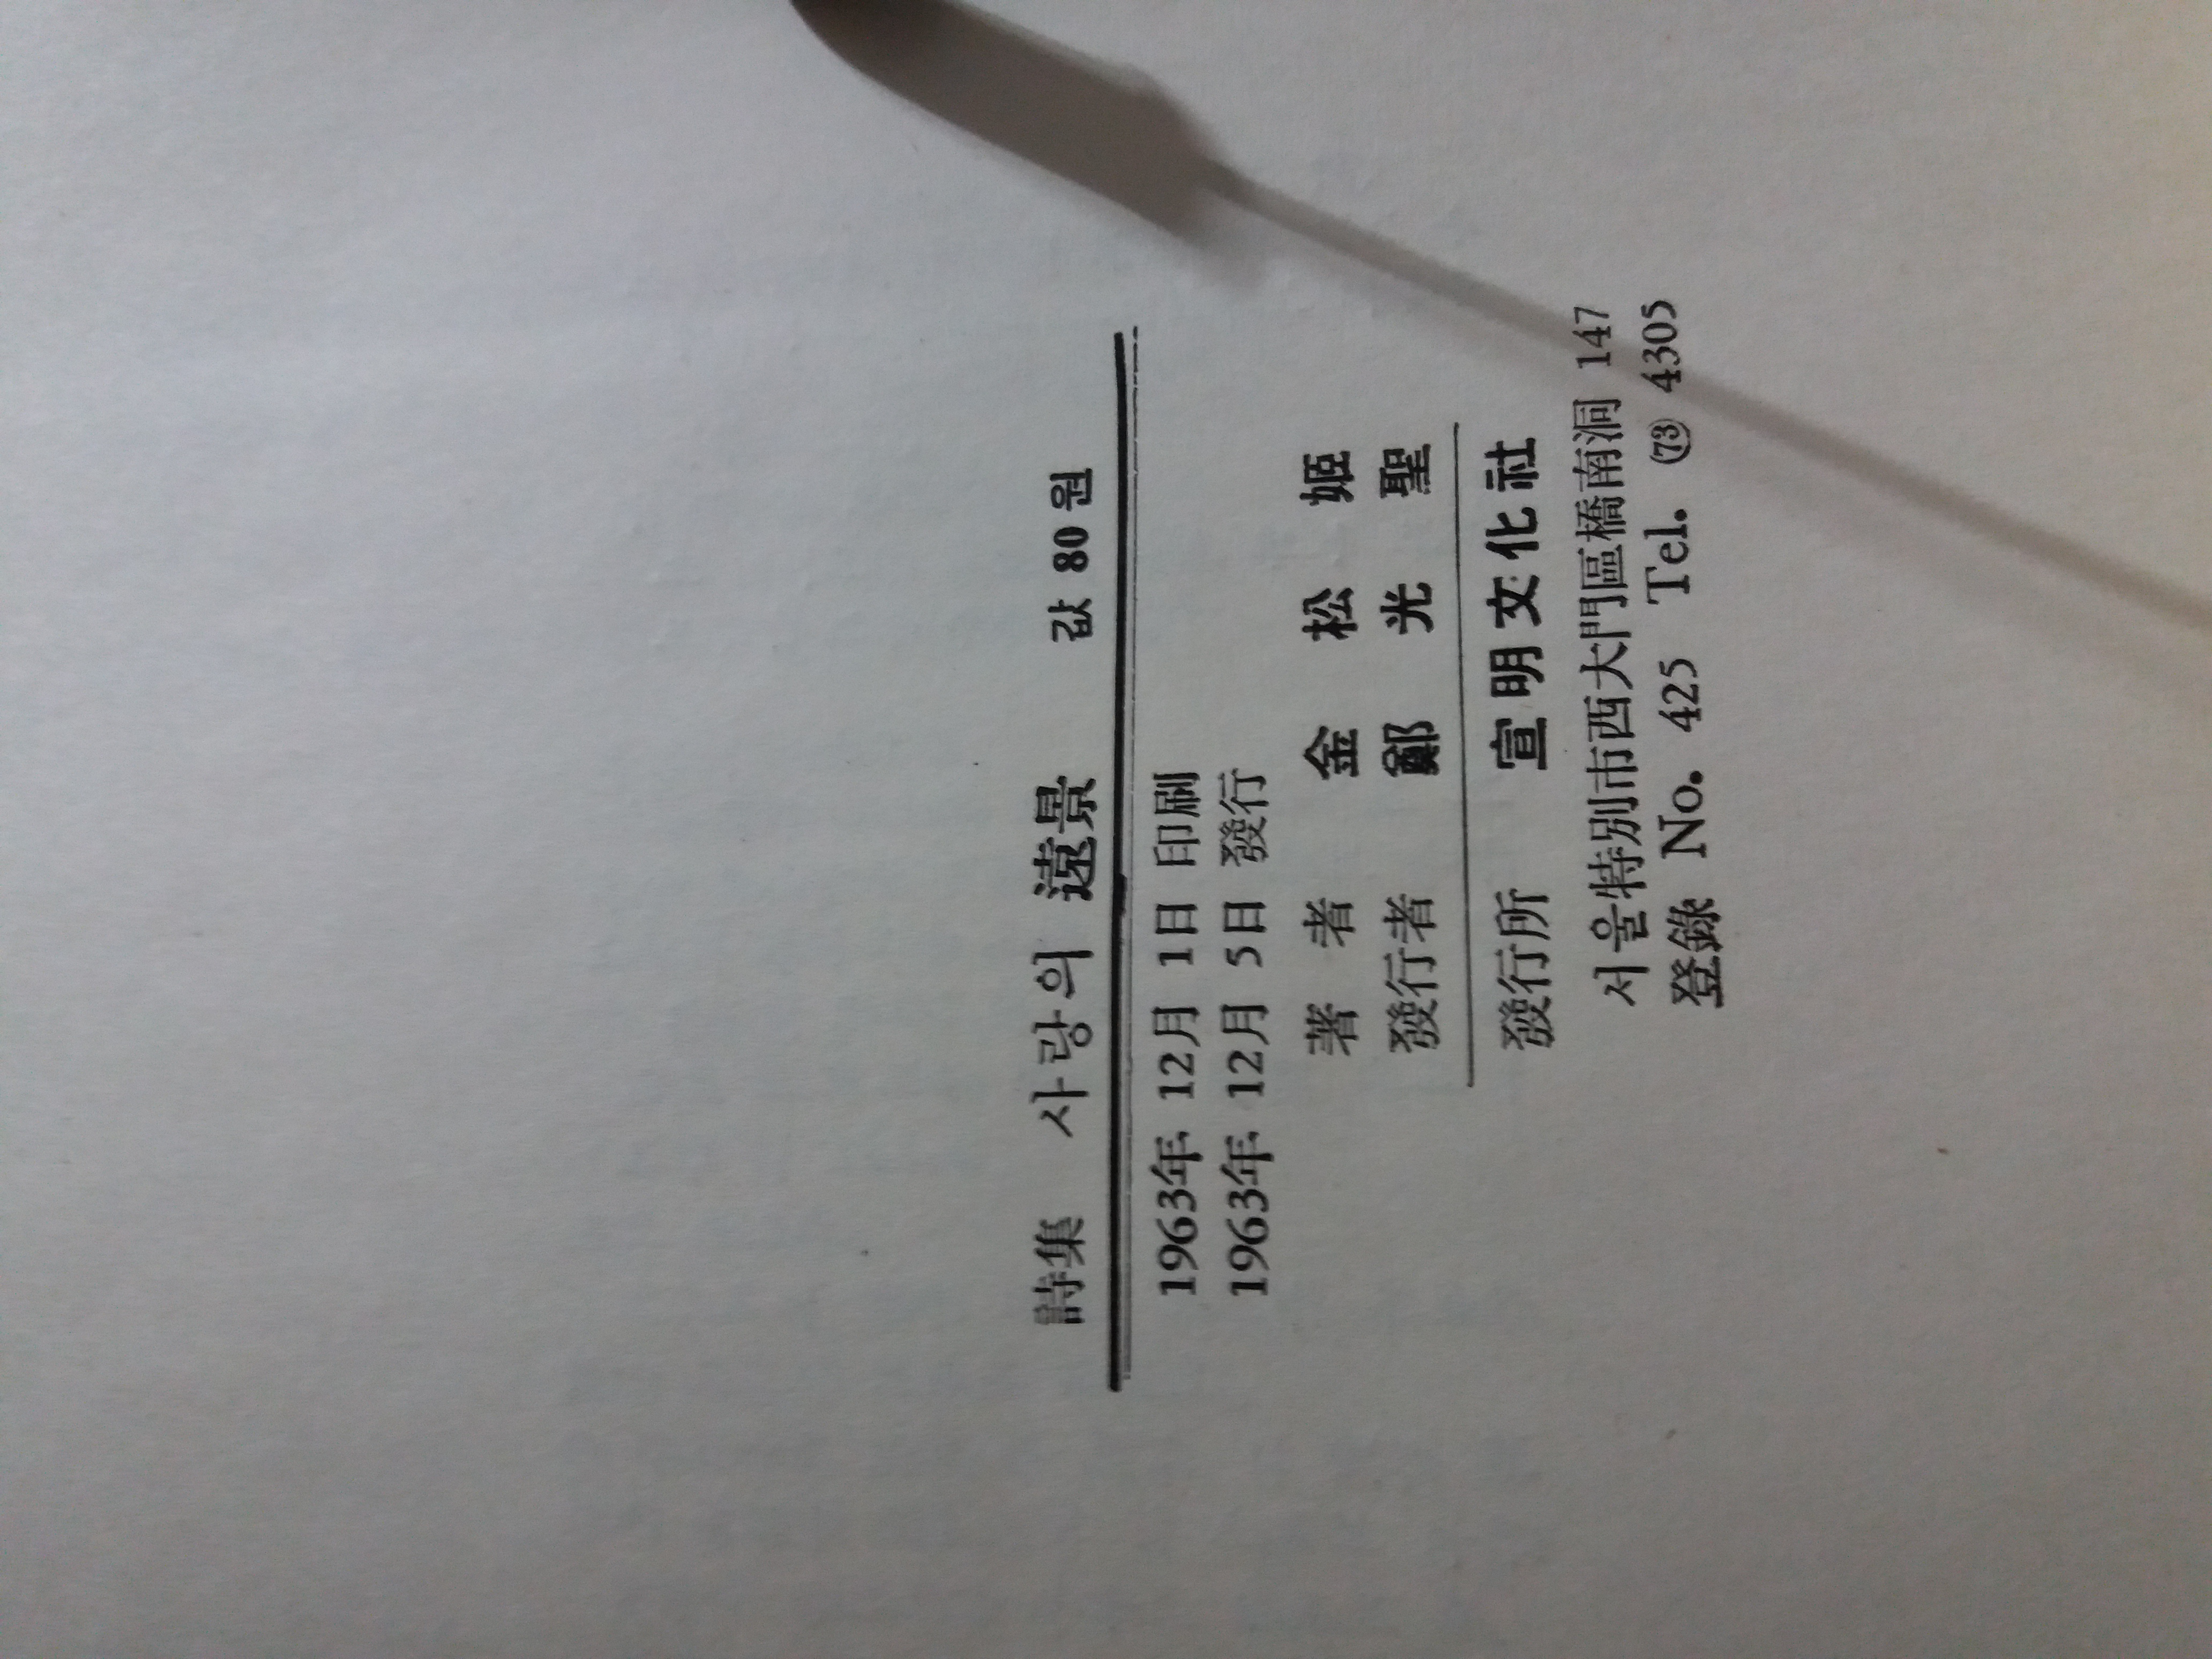 詩集 사랑의 遠景 값 80원
1963年 12月 1日 印刷
1963年 12月 5日 發行
著者 金松姬
發行者 鄭光聖
發行所 宣明文化社
서울特別市西大門區橋南洞 147
登錄 No. 425 Tel. ㉓ 4305